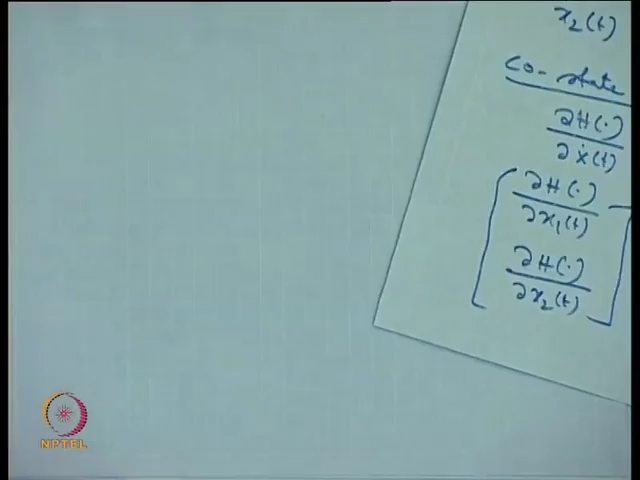 x₂(t)
Co-state
∂H(·)
∂ẋ(t)
∂H(·)
∂x₁(t)
∂H(·)
∂x₂(t)
NPTEL